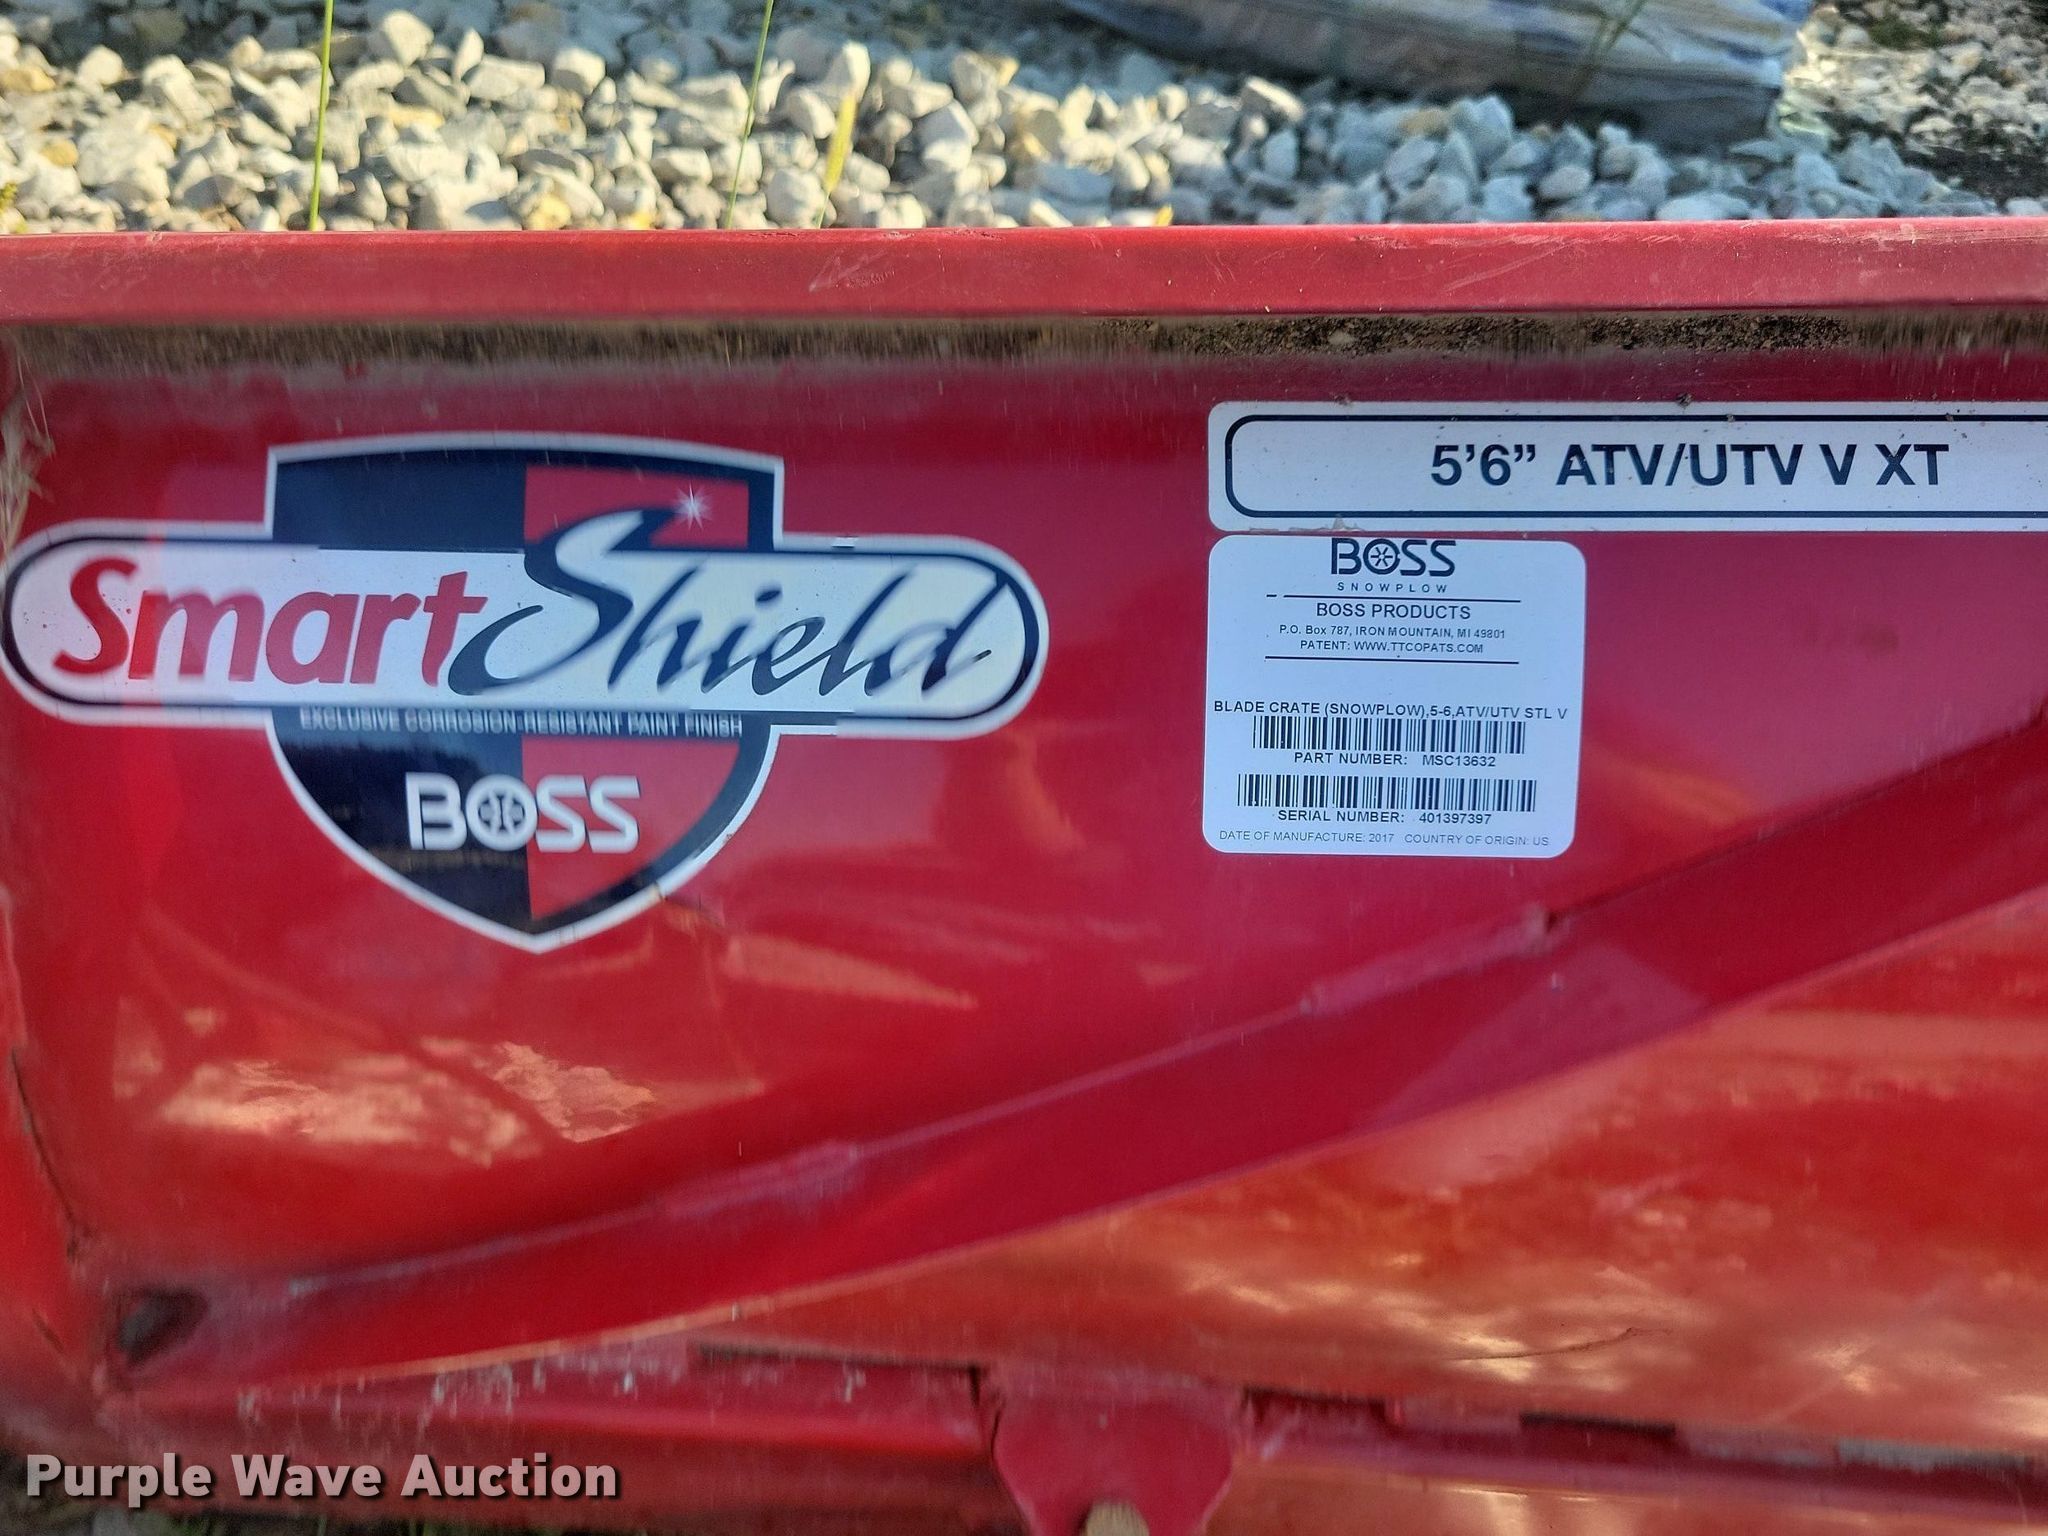 SmartShield
EXCLUSIVE CORROSION-RESISTANT PAINT FINISH
BOSS
5'6" ATV/UTV V XT
BOSS
SNOWPLOW
BOSS PRODUCTS
P.O. Box 787, IRON MOUNTAIN, MI 49801
PATENT: WWW.TTCOPATS.COM
BLADE CRATE (SNOWPLOW),5-6,ATV/UTV STL V
PART NUMBER: MSC13632
SERIAL NUMBER: 401397397
DATE OF MANUFACTURE: 2017 COUNTRY OF ORIGIN: US
Purple Wave Auction